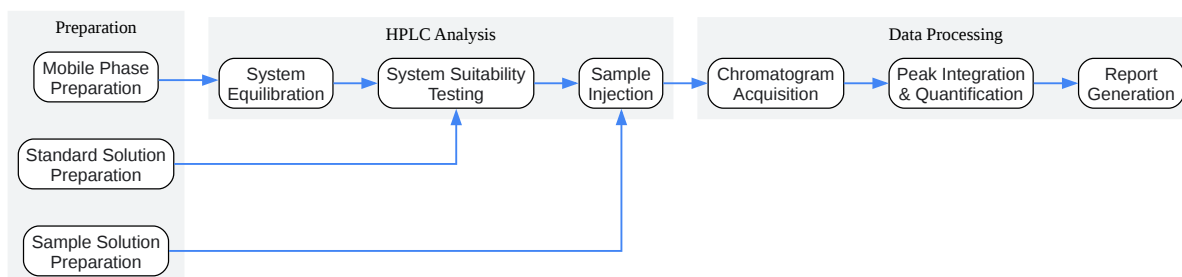 Preparation
Mobile Phase
Preparation
Standard Solution
Preparation
Sample Solution
Preparation
HPLC Analysis
System
Equilibration
System Suitability
Testing
Sample
Injection
Data Processing
Chromatogram
Acquisition
Peak Integration
& Quantification
Report
Generation